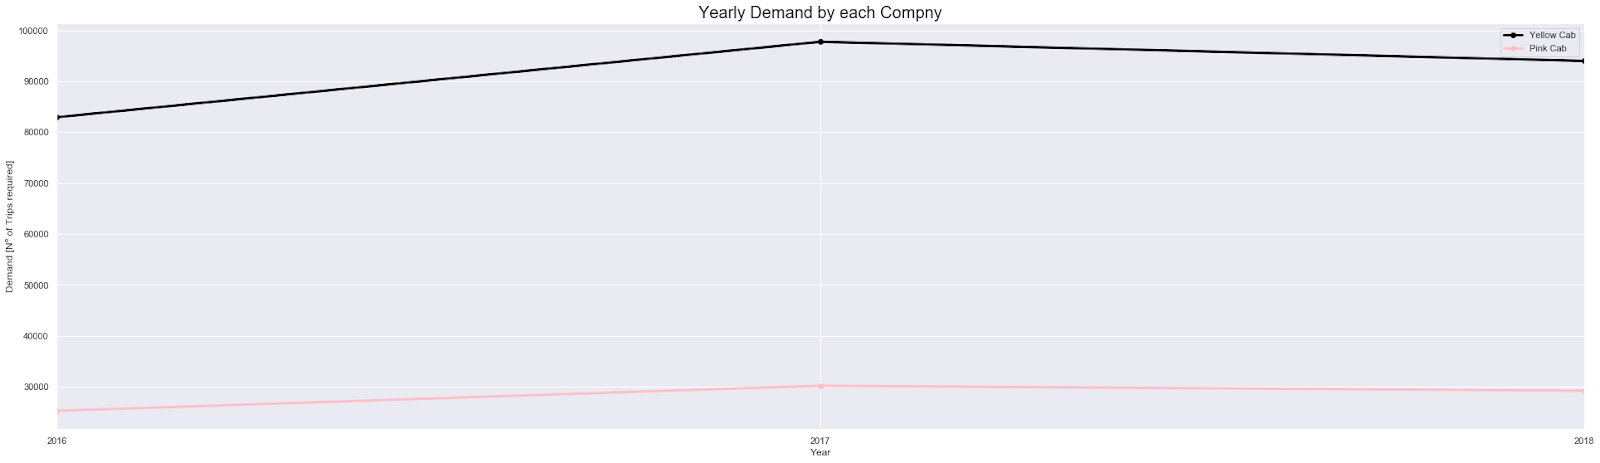 Yearly Demand by each Compny
Yellow Cab
Pink Cab
Demand [N° of Trips required]
100000
90000
80000
70000
60000
50000
40000
30000
2016
2017
2018
Year